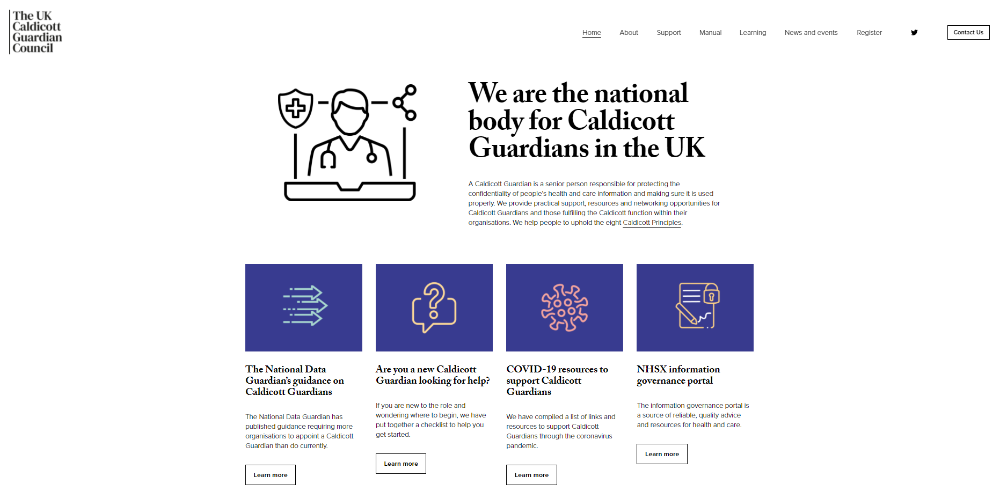 The UK
Caldicott
Guardian
Council
Home
About
Support
Manual
Learning
News and events
Register
Contact Us
We are the national
body for Caldicott
Guardians in the UK
A Caldicott Guardian is a senior person responsible for protecting the
confidentiality of people's health and care information and making sure it is used
properly. We provide practical support, resources and networking opportunities for
Caldicott Guardians and those fulfilling the Caldicott function within their
organisations. We help people to uphold the eight Caldicott Principles.
The National Data
Guardian's guidance on
Caldicott Guardians
The National Data Guardian has
published guidance requiring more
organisations to appoint a Caldicott
Guardian than do currently.
Learn more
Are you a new Caldicott
Guardian looking for help?
If you are new to the role and
wondering where to begin, we have
put together a checklist to help you
get started.
Learn more
COVID-19 resources to
support Caldicott
Guardians
We have compiled a list of links and
resources to support Caldicott
Guardians through the coronavirus
pandemic.
Learn more
NHSX information
governance portal
The information governance portal is
a source of reliable, quality advice
and resources for health and care.
Learn more